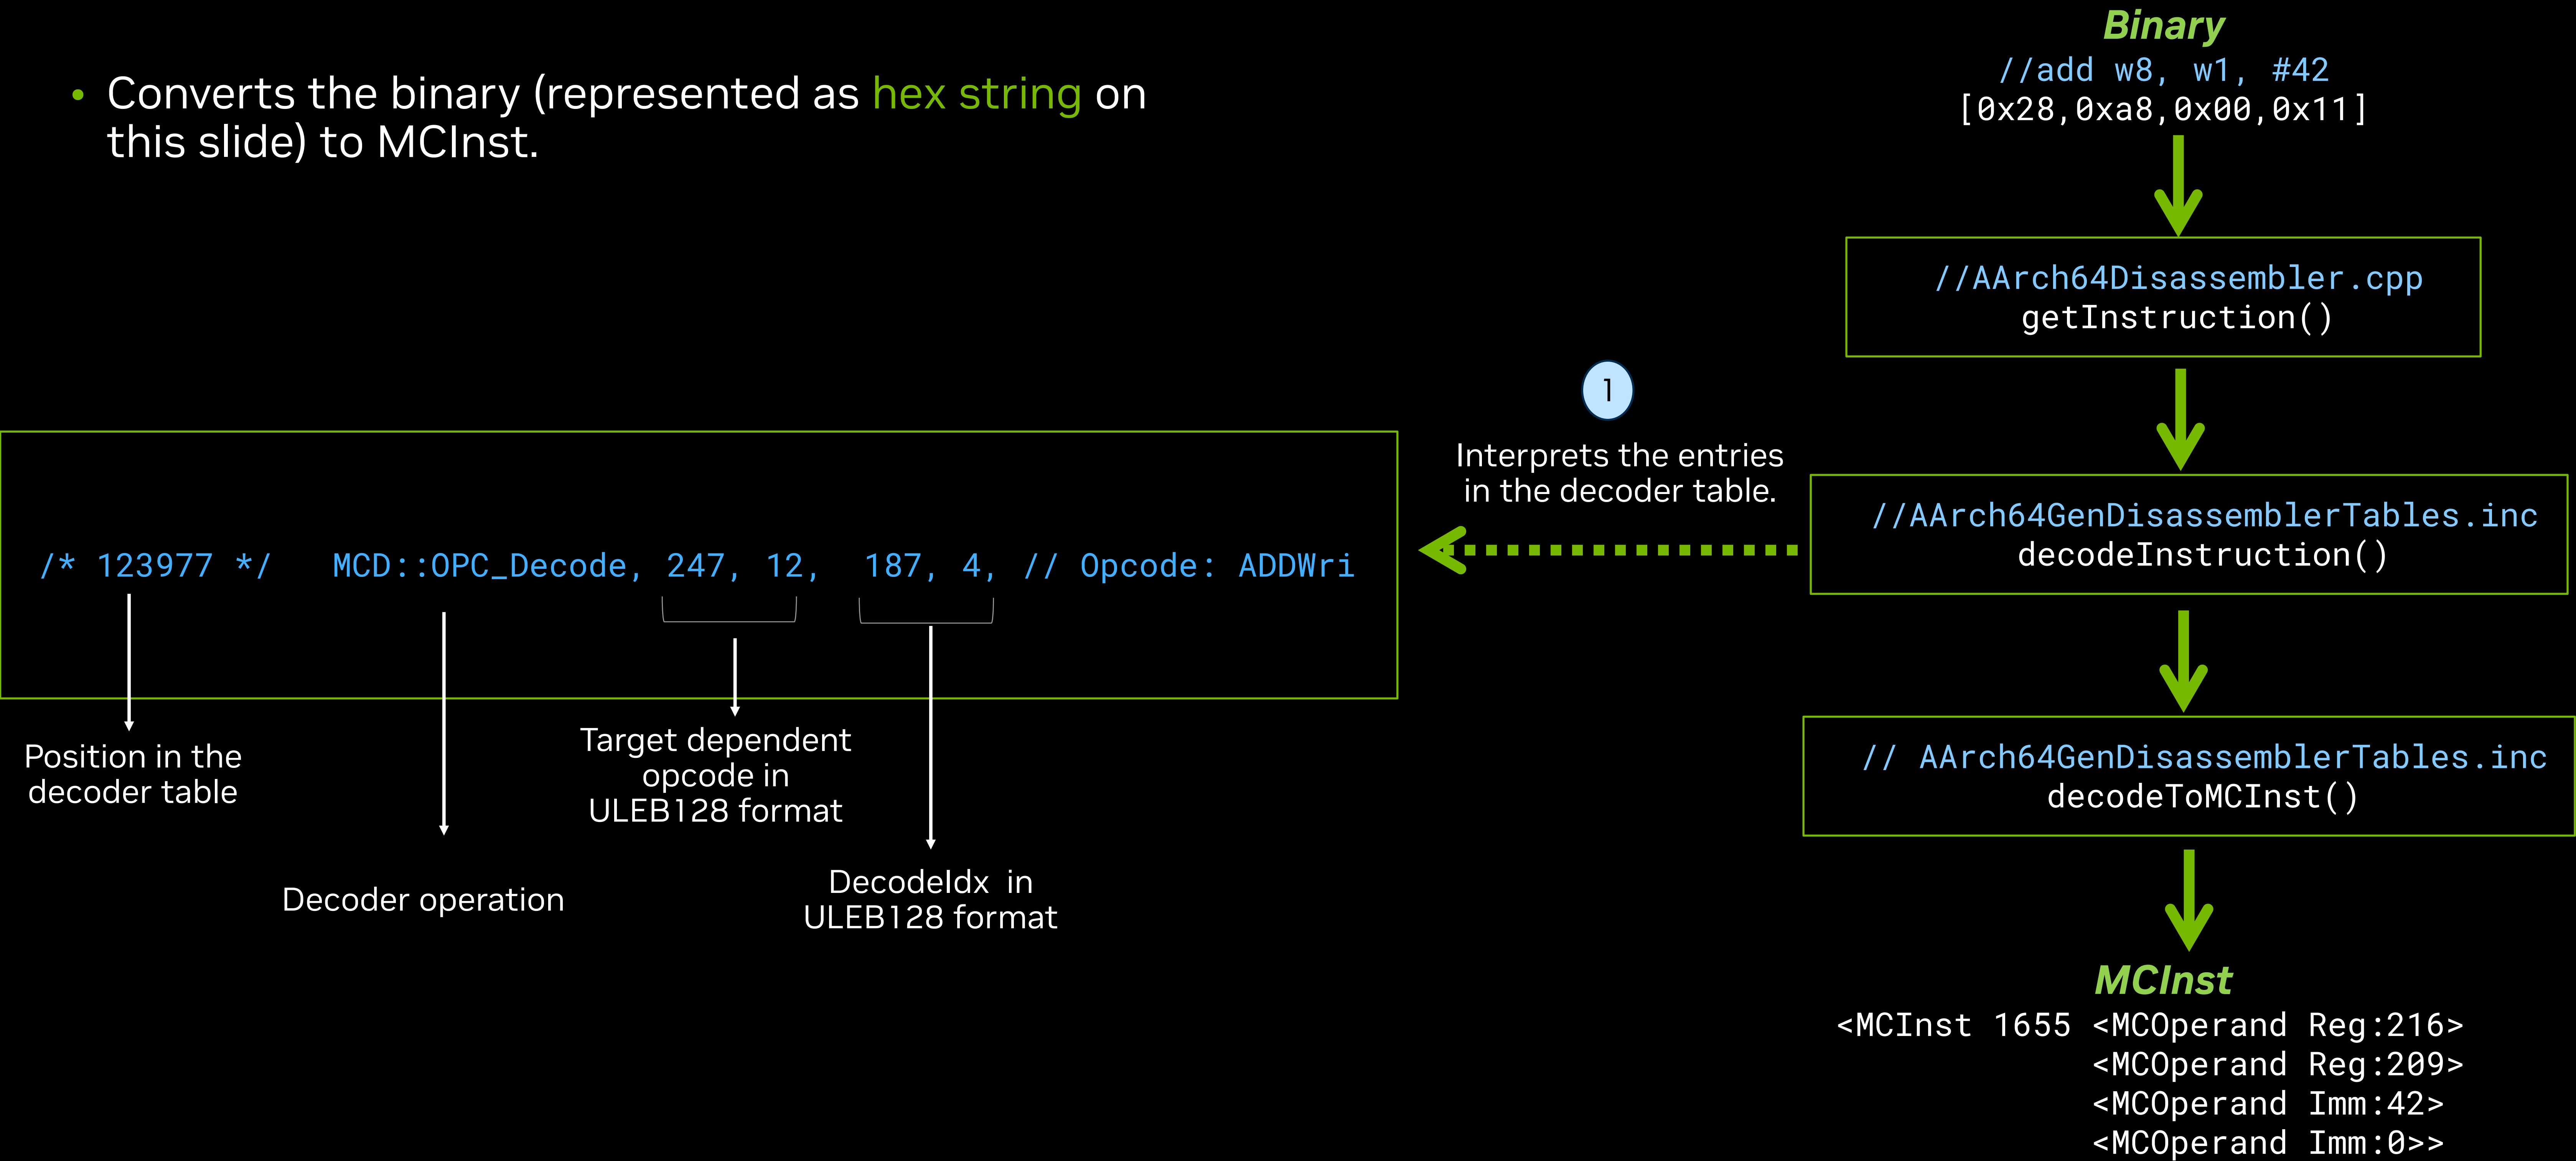 • Converts the binary (represented as hex string on
this slide) to MCInst.
Binary
//add w8, w1, #42
[0x28,0xa8,0x00,0x11]
//AArch64Disassembler.cpp
getInstruction()
1
Interprets the entries
in the decoder table.
//AArch64GenDisassemblerTables.inc
decodeInstruction()
/* 123977 */ MCD::OPC_Decode, 247, 12, 187, 4, // Opcode: ADDWri
Position in the
decoder table
Decoder operation
Target dependent
opcode in
ULEB128 format
DecodeIdx in
ULEB128 format
// AArch64GenDisassemblerTables.inc
decodeToMCInst()
MCInst
<MCInst 1655 <MCOperand Reg:216>
<MCOperand Reg:209>
<MCOperand Imm:42>
<MCOperand Imm:0>>